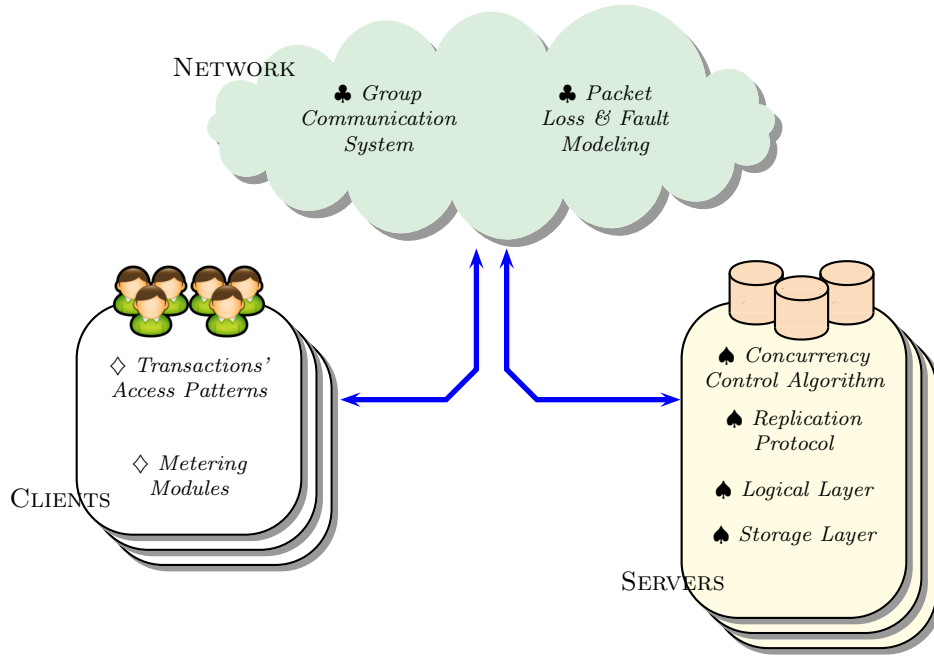 NETWORK
♣ Group
Communication
System
♣ Packet
Loss & Fault
Modeling
♢ Transactions’
Access Patterns
♢ Metering
Modules
CLIENTS
♠ Concurrency
Control Algorithm
♠ Replication
Protocol
♠ Logical Layer
♠ Storage Layer
SERVERS